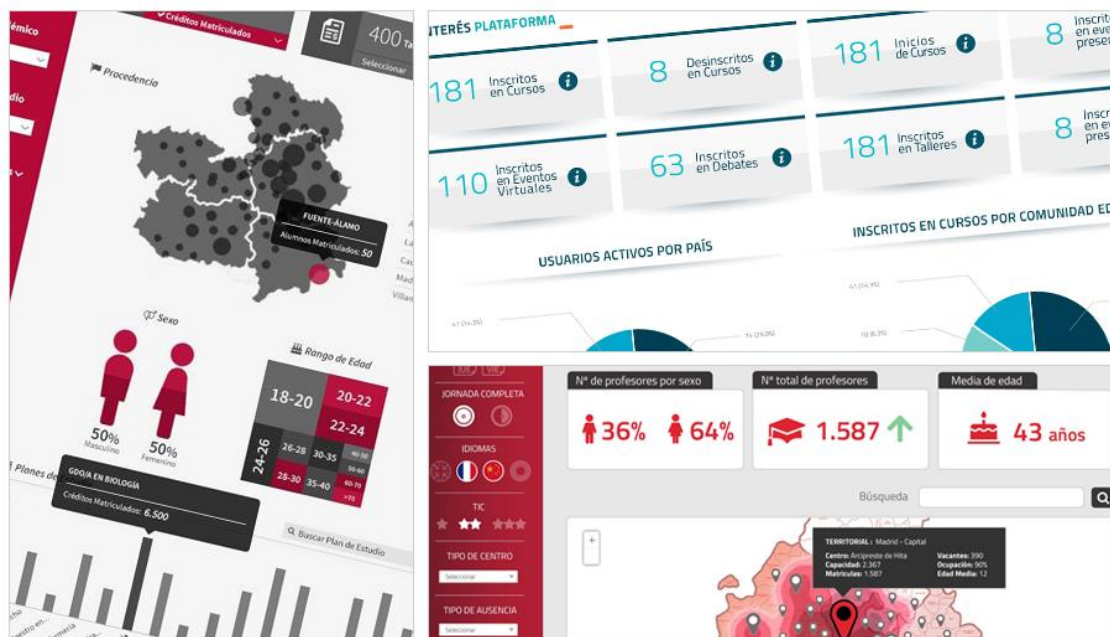 Créditos Matriculados
400
Seleccionar
Procedencia
FUENTE-ÁLAMO
Alumnos Matriculados: 50
Sexo
50%
Masculino
50%
Femenino
Rango de Edad
18-20
20-22
22-24
24-26
26-28
30-35
40-50
50-60
28-30
35-40
60-70
>70
Planes de
GDO/A EN BIOLOGÍA
Créditos Matriculados: 6.500
Buscar Plan de Estudio
PLATAFORMA
181 Inscritos
en Cursos
8 Desinscritos
en Cursos
181 Inicios
de Cursos
8
110 Inscritos
en Eventos
Virtuales
63 Inscritos
en Debates
181 Inscritos
en Talleres
8
USUARIOS ACTIVOS POR PAÍS
INSCRITOS EN CURSOS POR COMUNIDAD
JORNADA COMPLETA
IDIOMAS
TIC
TIPO DE CENTRO
Seleccionar
TIPO DE AUSENCIA
Seleccionar
Nº de profesores por sexo
36% 64%
Nº total de profesores
1.587
Media de edad
43 años
Búsqueda
+
TERRITORIAL: Madrid - Capital
Centro: Arcipreste de Hita
Capacidad: 2.367
Matrículas: 1.587
Vacantes: 390
Ocupación: 90%
Edad Media: 12